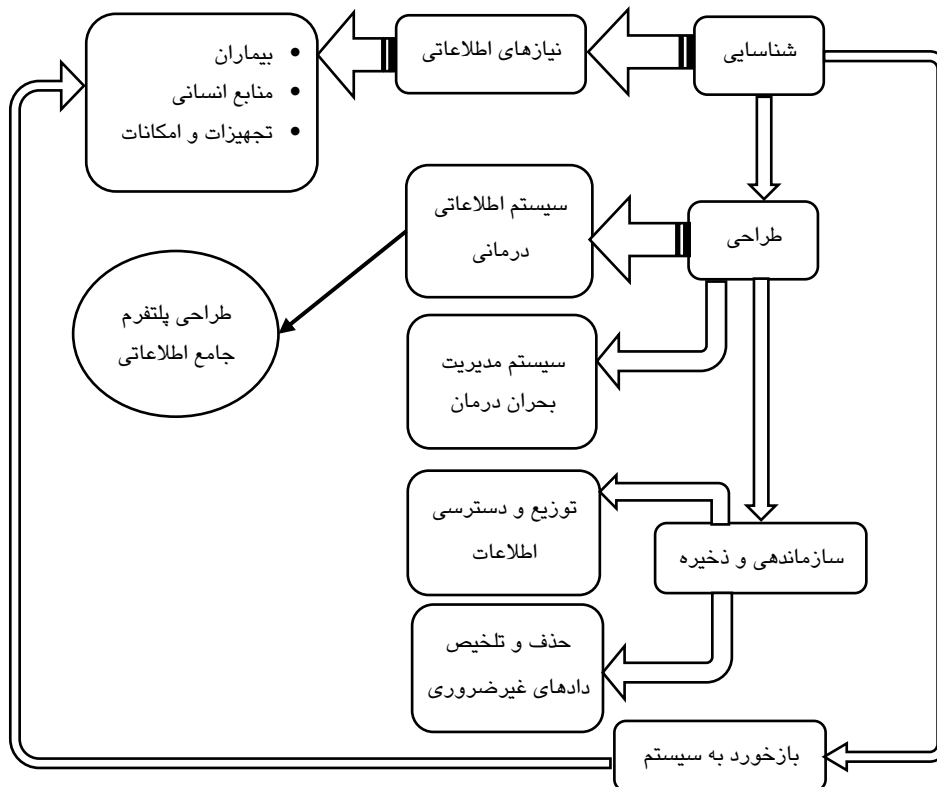 شناسایی
نیازهای اطلاعاتی
• بیماران
• منابع انسانی
• تجهیزات و امکانات
طراحی
سیستم اطلاعاتی
درمانی
طراحی پلتفرم
جامع اطلاعاتی
سیستم مدیریت
بحران درمان
سازماندهی و ذخیره
توزیع و دسترسی
اطلاعات
حذف و تلخیص
دادهای غیرضروری
بازخورد به سیستم